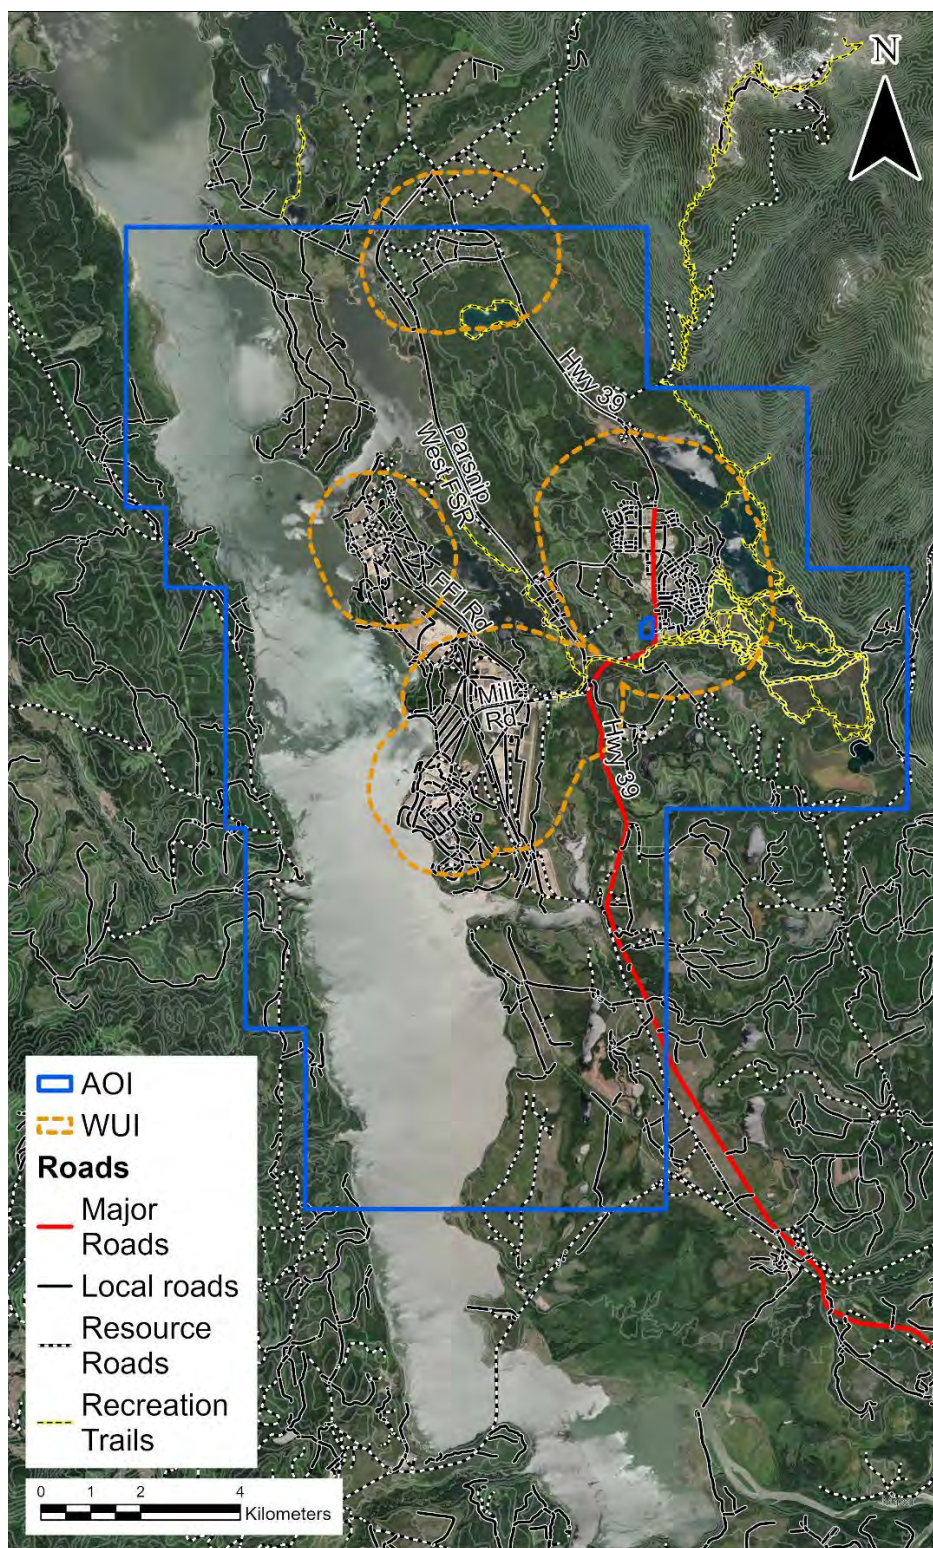 N
Hwy 39
Parsnip
West FSR
FFI Rd
Mill
Rd
Hwy 39
AOI
WUI
Roads
Major
Roads
Local roads
Resource
Roads
Recreation
Trails
0 1 2 4
Kilometers